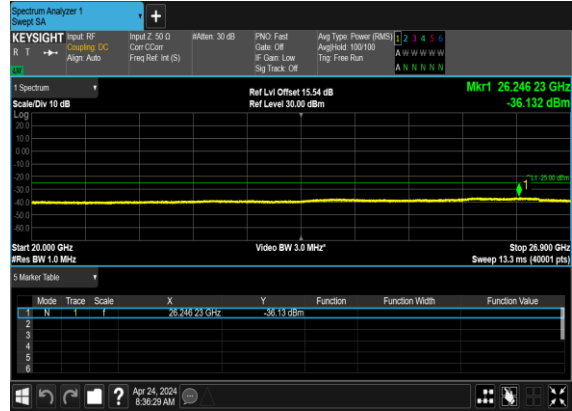 Spectrum Analyzer 1
Swept SA
+
KEYSIGHT Input: RF Input Z: 50 Ω #Atten: 30 dB PNO: Fast Avg Type: Power (RMS) 1 2 3 4 5 6
R T Coupling: DC Corr CCorr Gate: Off Avg|Hold: 100/100 A W W W W W
Align: Auto Freq Ref: Int (S) IF Gain: Low Trig: Free Run
Sig Track: Off A N N N N N
1 Spectrum Ref Lvl Offset 15.54 dB Mkr1 26.246 23 GHz
Scale/Div 10 dB Ref Level 30.00 dBm -36.132 dBm
Log
20.0
10.0
0.00
-10.0
-20.0
-30.0
-40.0
-50.0
-60.0
1
Start 20.000 GHz Video BW 3.0 MHz* Stop 26.900 GHz
#Res BW 1.0 MHz Sweep 13.3 ms (40001 pts)
5 Marker Table
Mode Trace Scale X Y Function Function Width Function Value
1 N 1 f 26.246 23 GHz -36.13 dBm
2
3
4
5
6
? Apr 24, 2024
8:36:29 AM